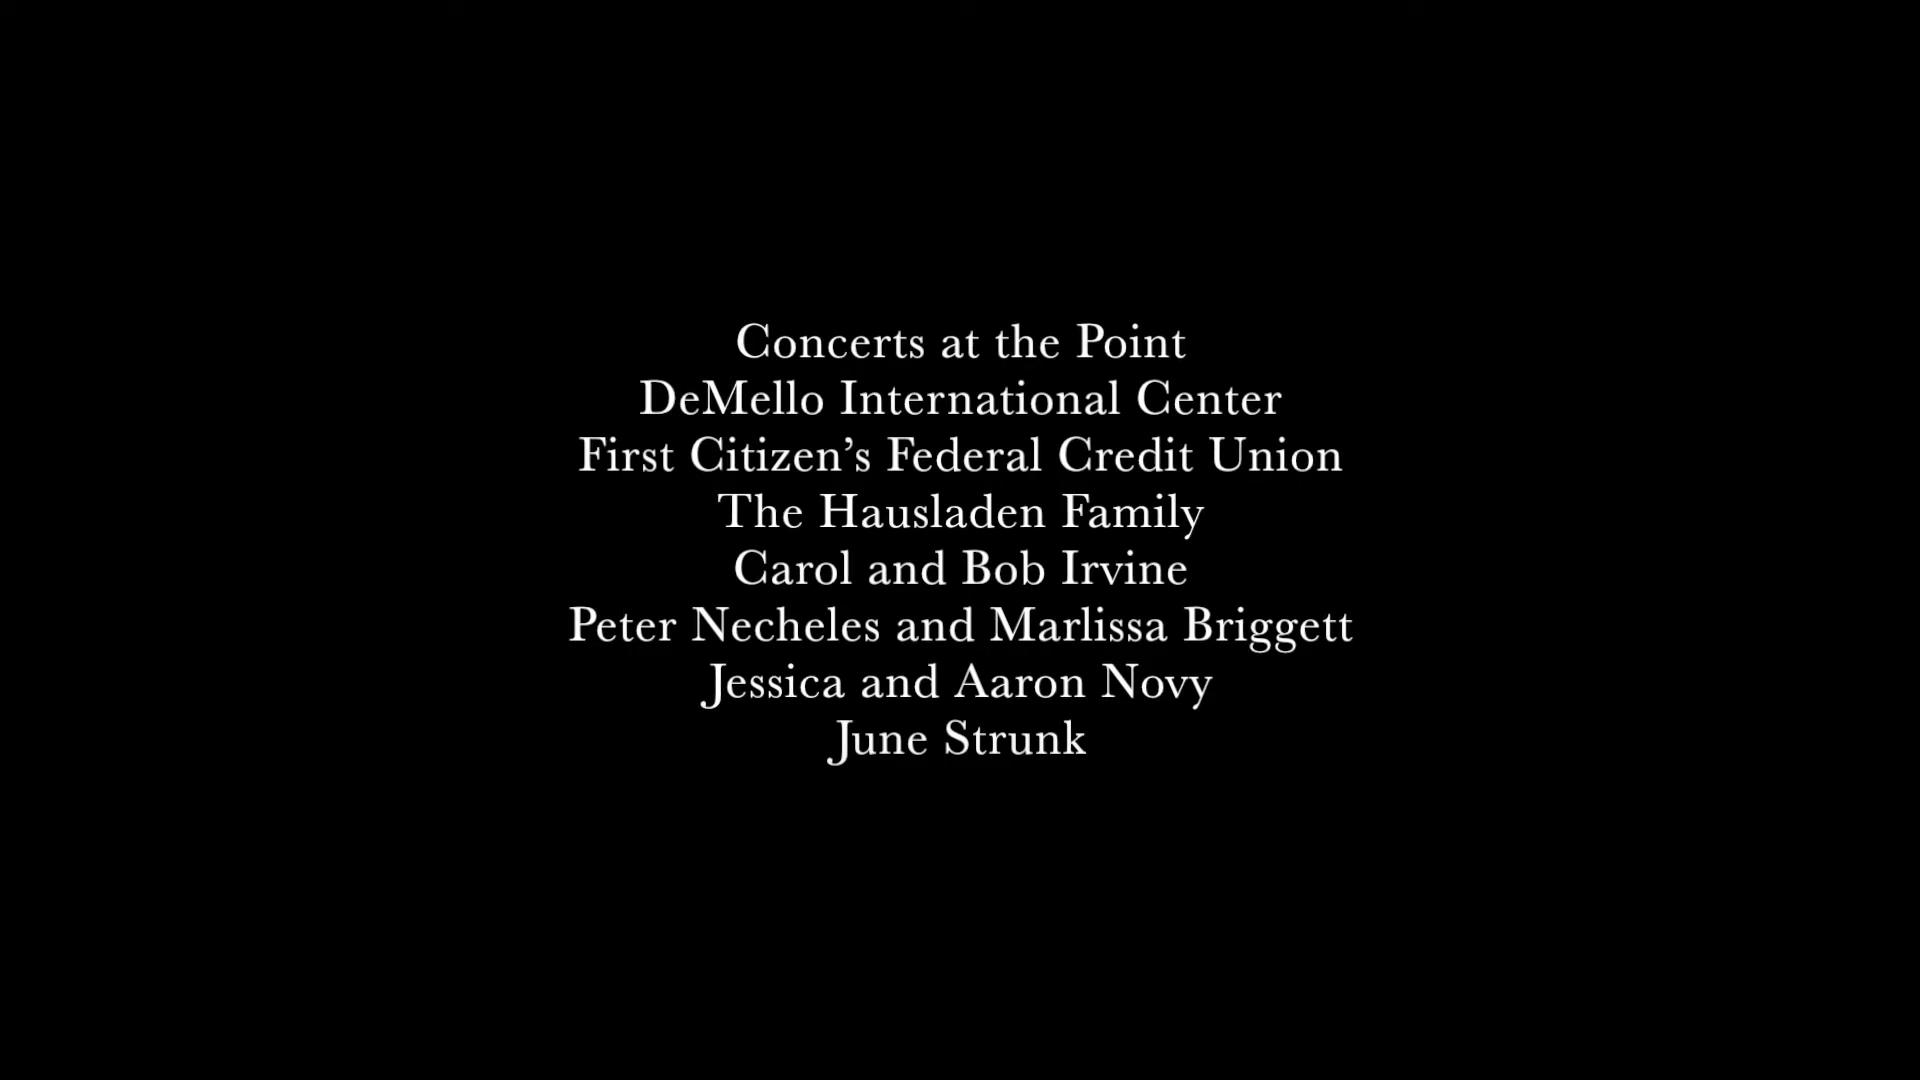 Concerts at the Point
DeMello International Center
First Citizen’s Federal Credit Union
The Hausladen Family
Carol and Bob Irvine
Peter Necheles and Marlissa Briggett
Jessica and Aaron Novy
June Strunk